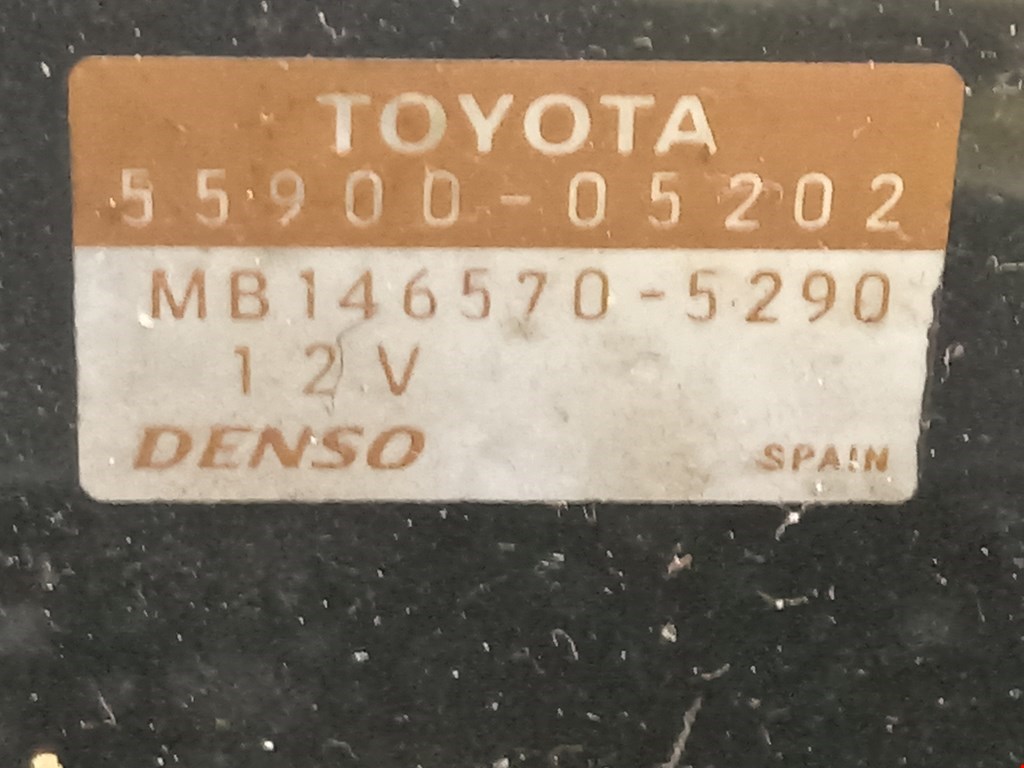 TOYOTA
55900-05202
MB146570-5290
12V
DENSO
SPAIN